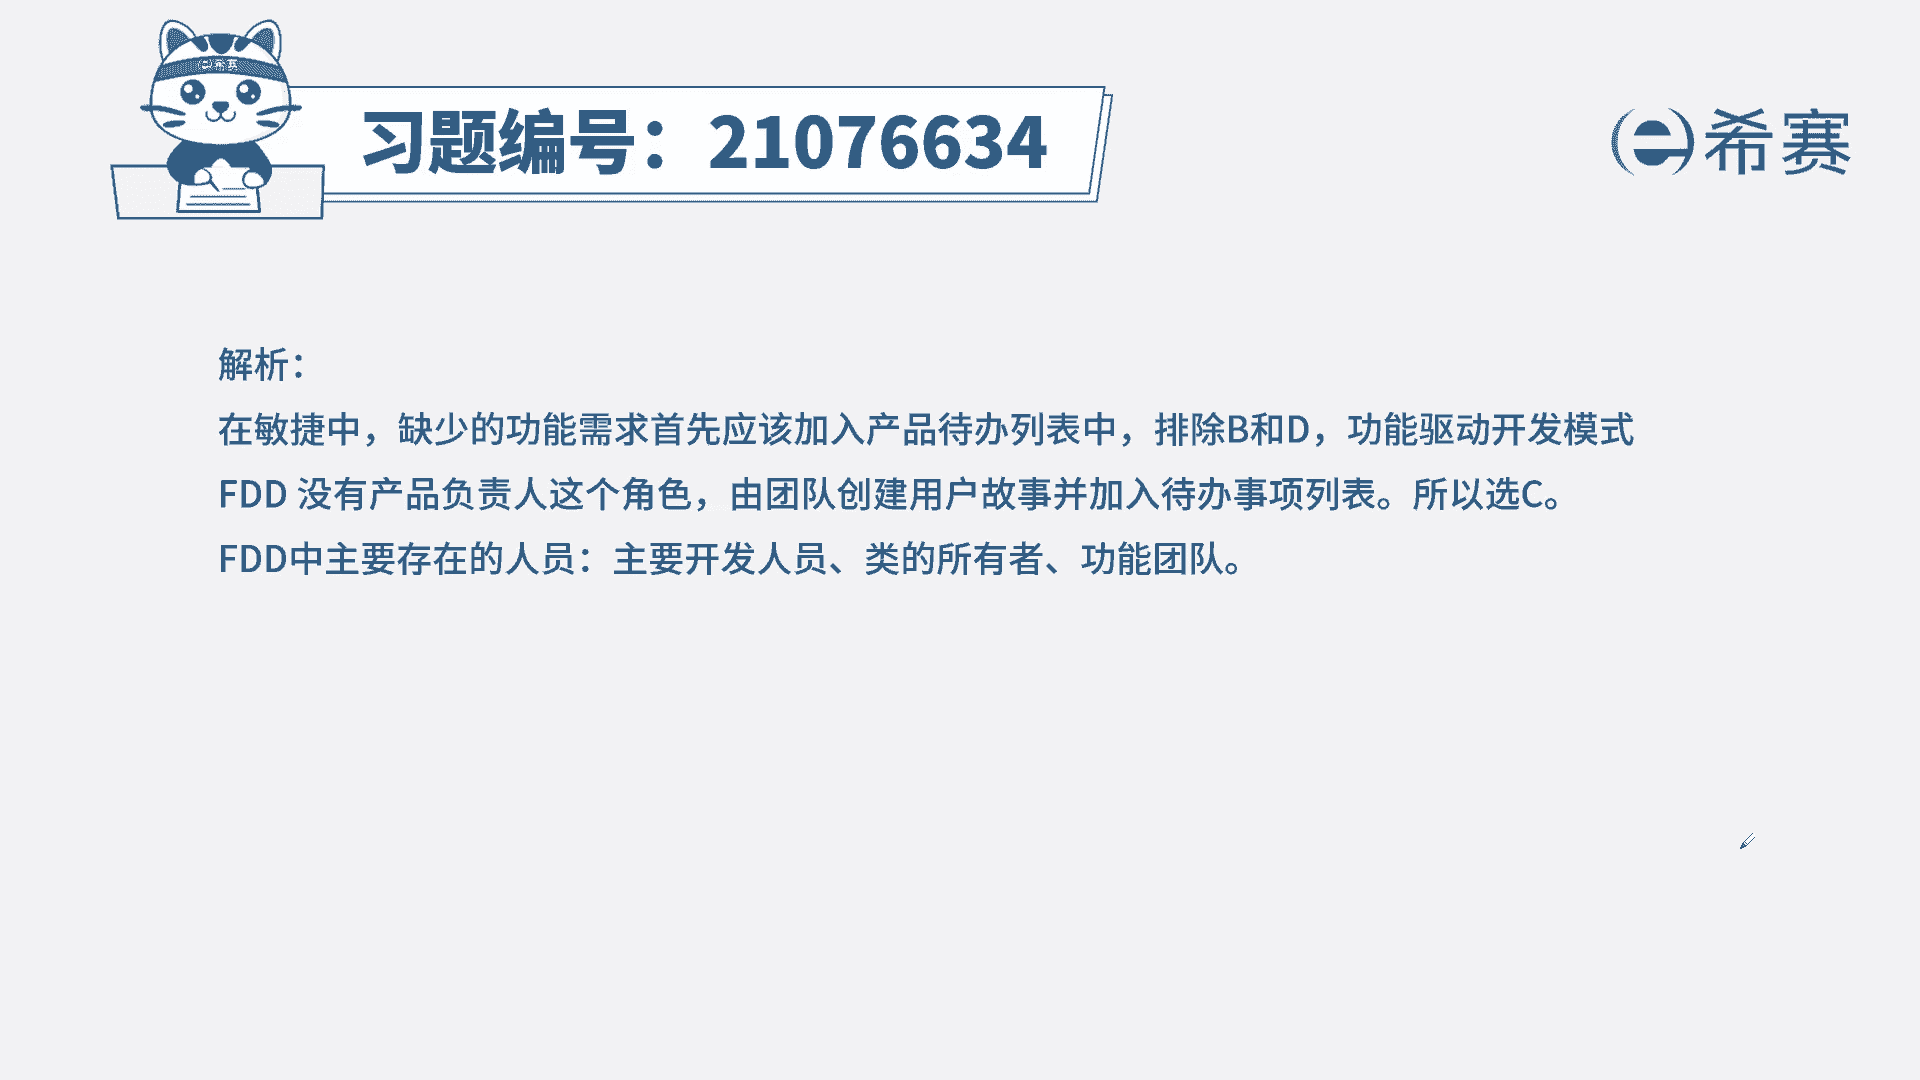 希赛
习题编号：21076634
希赛
解析：
在敏捷中，缺少的功能需求首先应该加入产品待办列表中，排除B和D，功能驱动开发模式
FDD 没有产品负责人这个角色，由团队创建用户故事并加入待办事项列表。所以选C。
FDD中主要存在的人员：主要开发人员、类的所有者、功能团队。